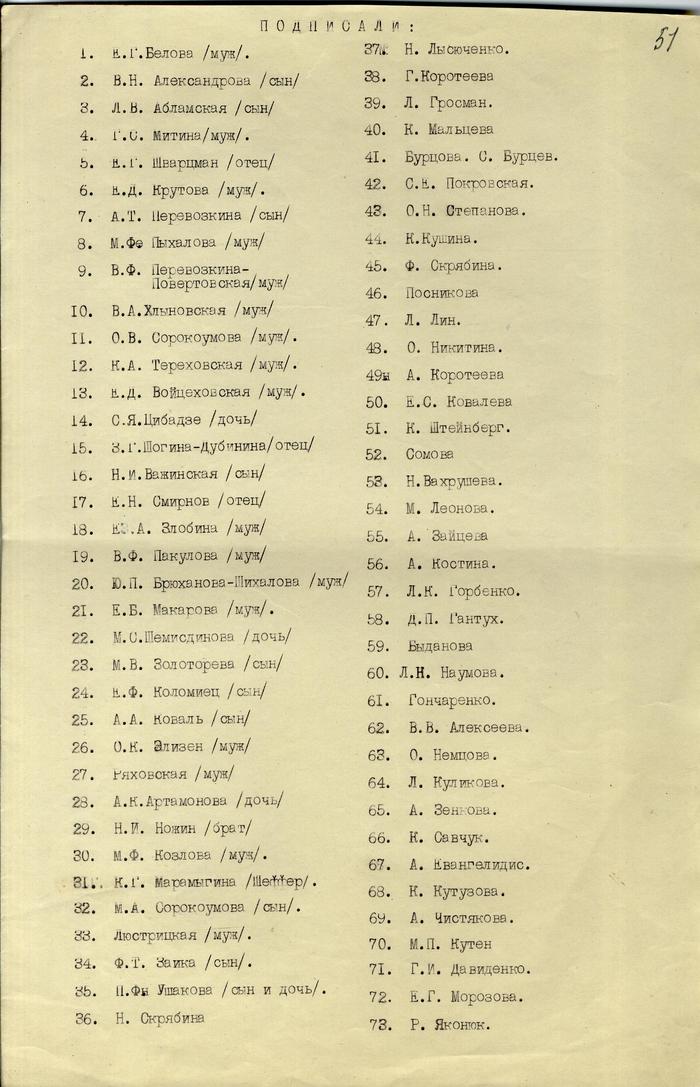 ПОДПИСАЛИ:
51
1. Е.Г.Белова /муж/.
2. В.Н. Александрова /сын/
3. Л.В. Абламская /сын/
4. Г.С. Митина/муж/.
5. Е.Г. Шварцман /отец/
6. Е.Д. Крутова /муж/.
7. А.Т. Перевозкина /сын/
8. М.Фе Пыхалова /муж/
9. В.Ф. Перевозкина-
Повертовская/муж/
10. В.А.Хлыновская /муж/
11. О.В. Сорокоумова /муж/.
12. К.А. Тереховская /муж/.
13. Е.Д. Войцеховская /муж/.
14. С.Я.Цибадзе /дочь/
15. З.Г.Шогина-Дубинина/отец/
16. Н.И.Важинская /сын/
17. Е.Н. Смирнов /отец/
18. А. Злобина /муж/
19. В.Ф. Пакулова /муж/
20. Ю.П. Брюханова-Шихалова /муж/
21. Е.Б. Макарова /муж/.
22. М.С.Шемисдинова /дочь/
23. М.В. Золоторева /сын/
24. Е.Ф. Коломиец /сын/
25. А.А. Коваль /сын/
26. О.К. Элизен /муж/
27. Ряховская /муж/
28. А.К.Артамонова /дочь/
29. Н.И. Ножин /брат/
30. М.Ф. Козлова /муж/.
31. К.Г. Марамыгина /Шеффер/.
32. М.А. Сорокоумова /сын/.
33. Люстрицкая /муж/.
34. Ф.Т. Заика /сын/.
35. П.Фы Ушакова /сын и дочь/.
36. Н. Скрябина
37. Н. Лысюченко.
38. Г.Коротеева
39. Л. Гросман.
40. К. Мальцева
41. Бурцова. С. Бурцев.
42. С.Е. Покровская.
43. О.Н. Степанова.
44. К.Кушина.
45. Ф. Скрябина.
46. Посникова
47. Л. Лин.
48. О. Никитина.
49ы А. Коротеева
50. Е.С. Ковалева
51. К. Штейнберг.
52. Сомова
53. Н.Вахрушева.
54. М. Леонова.
55. А. Зайцева
56. А. Костина.
57. Л.К. Горбенко.
58. Д.П. Гантух.
59. Быданова
60. Л.Н. Наумова.
61. Гончаренко.
62. В.В. Алексеева.
63. О. Немцова.
64. Л. Куликова.
65. А. Зенкова.
66. К. Савчук.
67. А. Евангелидис.
68. К. Кутузова.
69. А. Чистякова.
70. М.П. Кутен
71. Г.И. Давиденко.
72. Е.Г. Морозова.
73. Р. Яконюк.